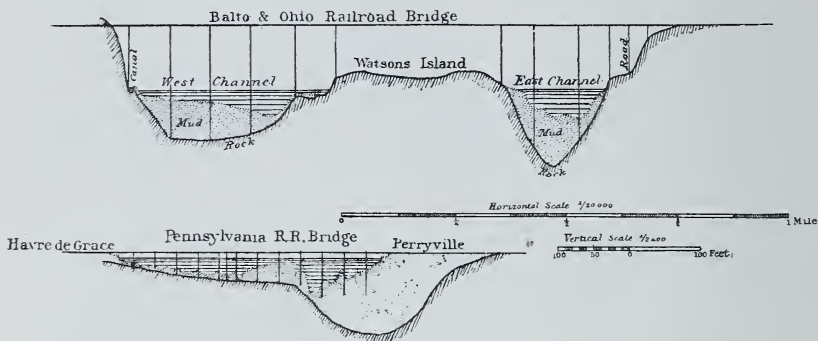 Balto & Ohio Railroad Bridge
Canal
West Channel
Watsons Island
East Channel
Road
Mud
Rock
Mud
Rock
Horizontal Scale 1/20000
0
1 Mile
Havre de Grace
Pennsylvania R.R. Bridge
Perryville
Vertical Scale 1/2400
100
50
0
100 Feet